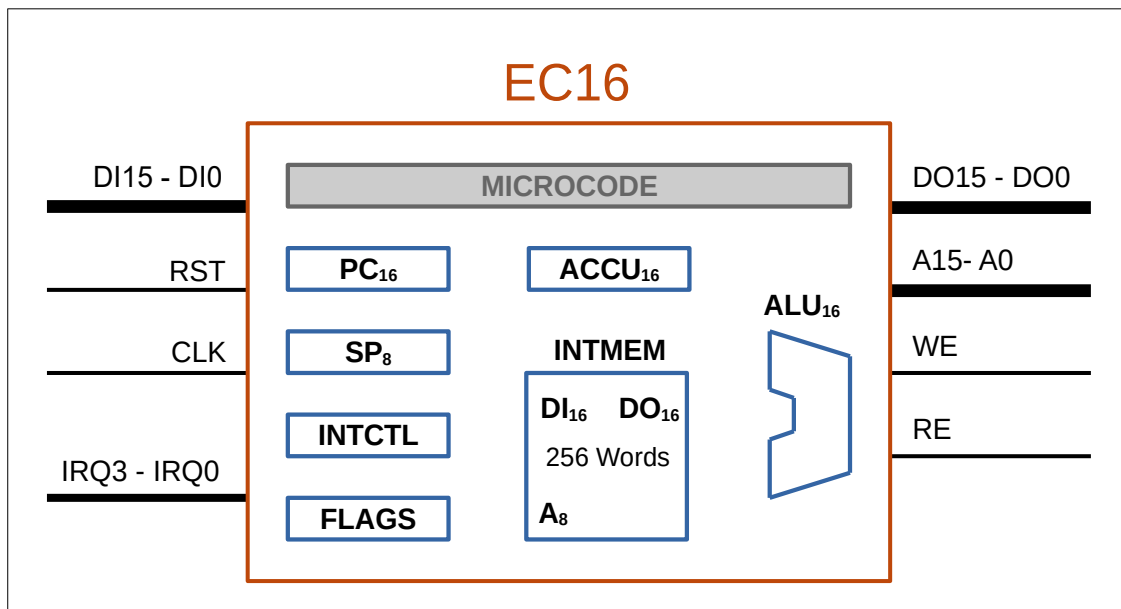 EC16
DI15 - DI0
MICROCODE
DO15 - DO0
RST
PC16
ACCU16
A15- A0
ALU16
CLK
SP8
INTMEM
WE
DI16 DO16
INTCTL
256 Words
RE
IRQ3 - IRQ0
FLAGS
A8